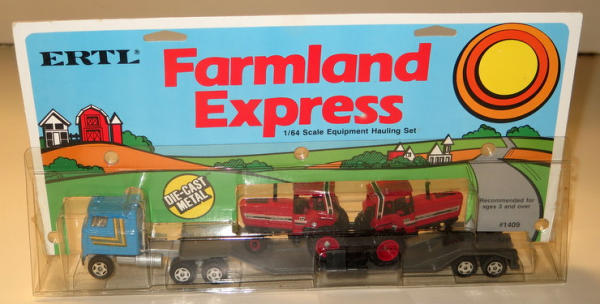 ERTL®
Farmland
Express
1/64 Scale Equipment Hauling Set
DIE-CAST
METAL
Recommended for
ages 3 and over
#1409